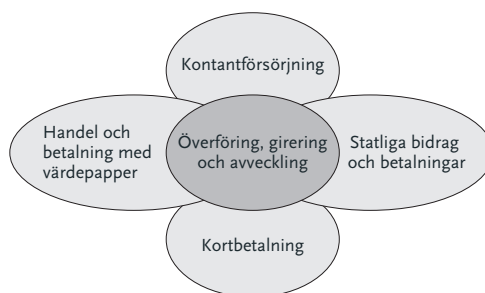 Kontantförsörjning
Handel och
betalning med
värdepapper
Överföring, girering
och avveckling
Statliga bidrag
och betalningar
Kortbetalning